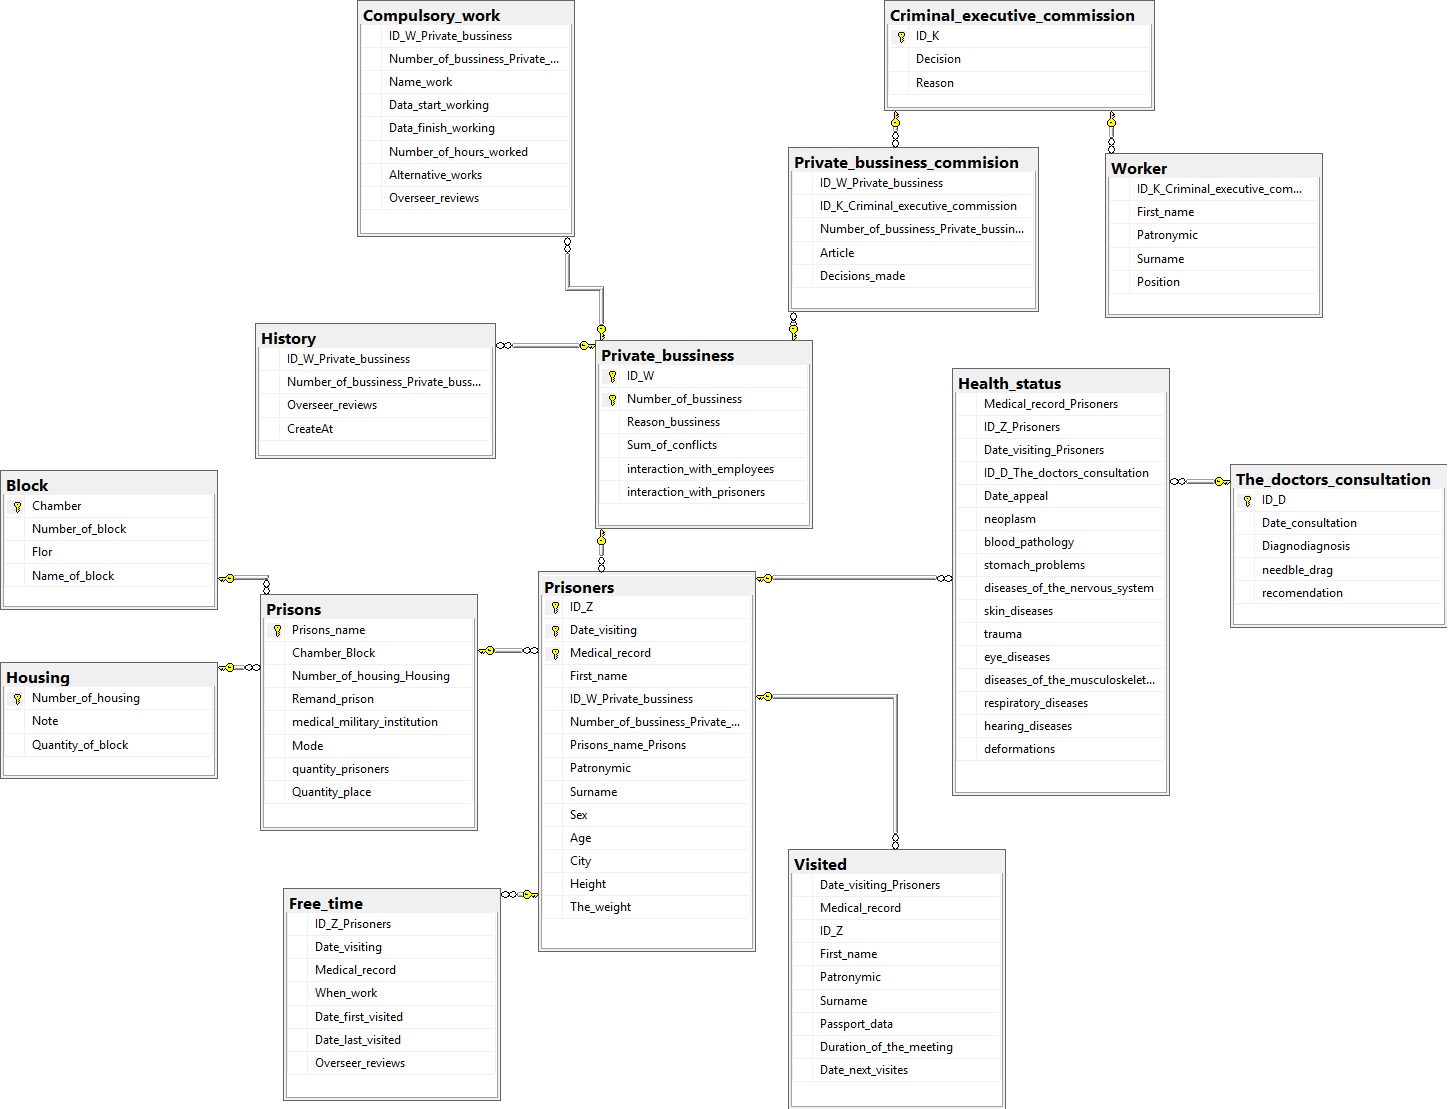 Compulsory_work
ID_W_Private_bussiness
Number_of_bussiness_Private_...
Name_work
Data_start_working
Data_finish_working
Number_of_hours_worked
Alternative_works
Overseer_reviews
Criminal_executive_commission
ID_K
Decision
Reason
Private_bussiness_commision
ID_W_Private_bussiness
ID_K_Criminal_executive_commission
Number_of_bussiness_Private_bussin...
Article
Decisions_made
Worker
ID_K_Criminal_executive_com...
First_name
Patronymic
Surname
Position
History
ID_W_Private_bussiness
Number_of_bussiness_Private_buss...
Overseer_reviews
CreateAt
Private_bussiness
ID_W
Number_of_bussiness
Reason_bussiness
Sum_of_conflicts
interaction_with_employees
interaction_with_prisoners
Health_status
Medical_record_Prisoners
ID_Z_Prisoners
Date_visiting_Prisoners
ID_D_The_doctors_consultation
Date_appeal
neoplasm
blood_pathology
stomach_problems
diseases_of_the_nervous_system
skin_diseases
trauma
eye_diseases
diseases_of_the_musculoskelet...
respiratory_diseases
hearing_diseases
deformations
The_doctors_consultation
ID_D
Date_consultation
Diagnodiagnosis
needble_drag
recomendation
Block
Chamber
Number_of_block
Flor
Name_of_block
Housing
Number_of_housing
Note
Quantity_of_block
Prisons
Prisons_name
Chamber_Block
Number_of_housing_Housing
Remand_prison
medical_military_institution
Mode
quantity_prisoners
Quantity_place
Prisoners
ID_Z
Date_visiting
Medical_record
First_name
ID_W_Private_bussiness
Number_of_bussiness_Private_...
Prisons_name_Prisons
Patronymic
Surname
Sex
Age
City
Height
The_weight
Free_time
ID_Z_Prisoners
Date_visiting
Medical_record
When_work
Date_first_visited
Date_last_visited
Overseer_reviews
Visited
Date_visiting_Prisoners
Medical_record
ID_Z
First_name
Patronymic
Surname
Passport_data
Duration_of_the_meeting
Date_next_visites